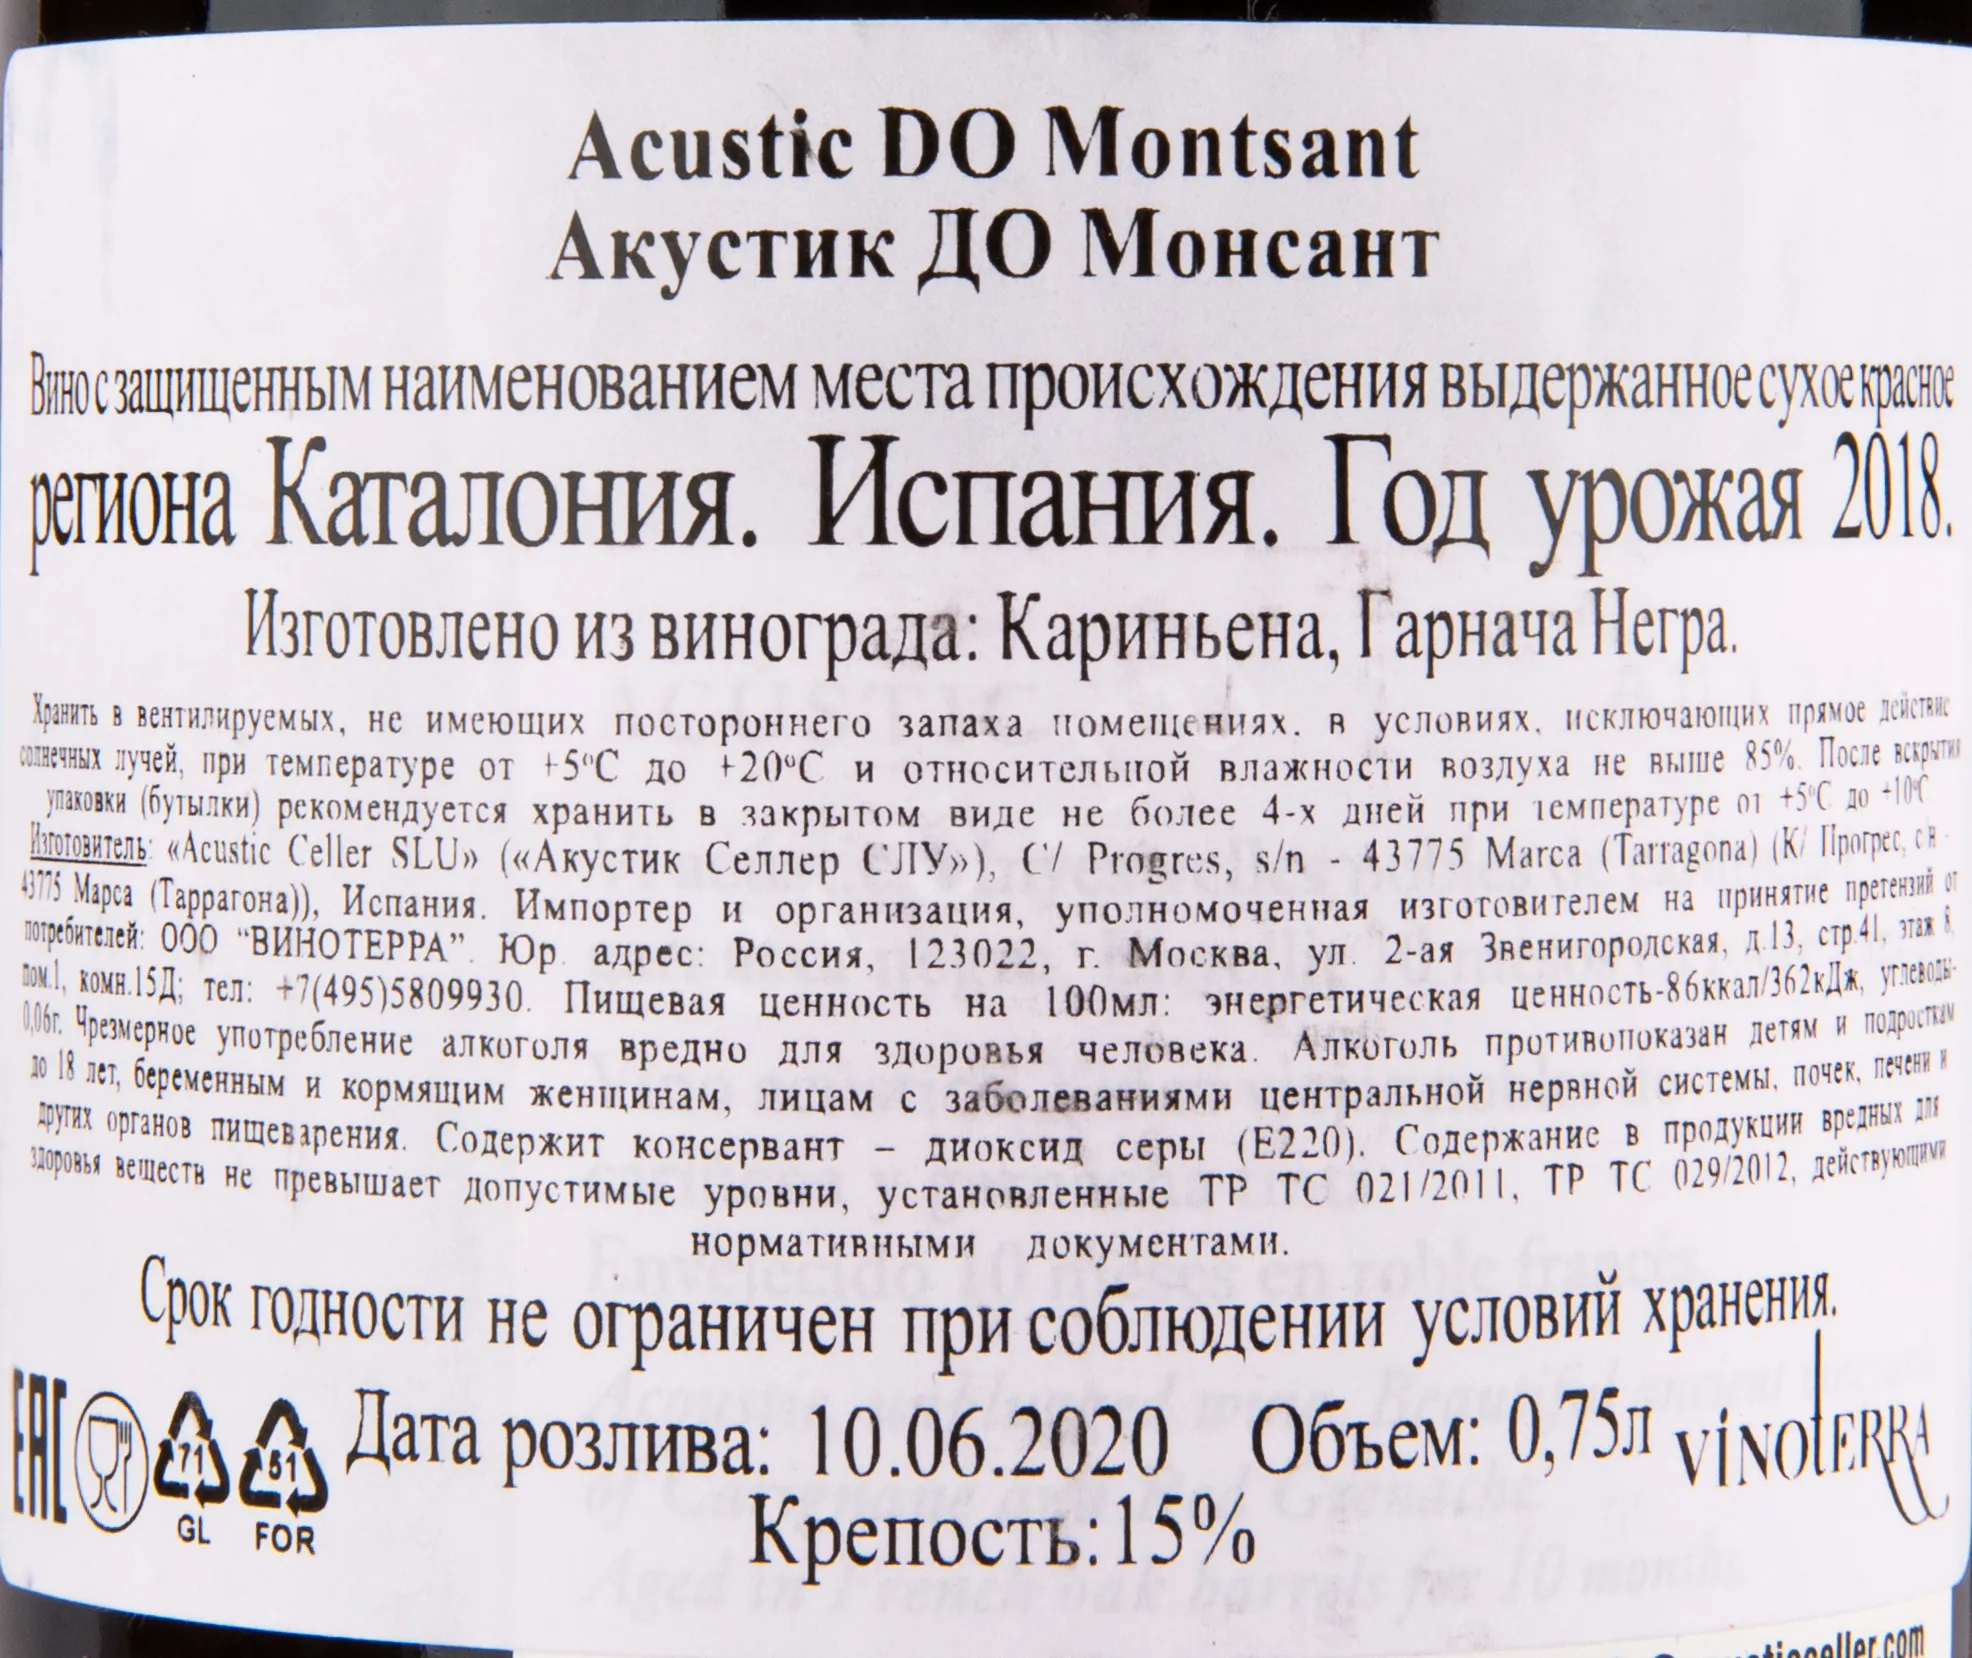 Acustic DO Montsant
Акустик ДО Монсант
Вино с защищенным наименованием места происхождения выдержанное сухое красное
региона Каталония. Испания. Год урожая 2018.
Изготовлено из винограда: Кариньена, Гарнача Негра.
Хранить в вентилируемых, не имеющих постороннего запаха помещениях, в условиях, исключающих прямое действие
солнечных лучей, при температуре от +5ºС до +20ºС и относительной влажности воздуха не выше 85%. После вскрытия
упаковки (бутылки) рекомендуется хранить в закрытом виде не более 4-х дней при температуре от +5ºС до +10ºС
Изготовитель: «Acustic Celler SLU» («Акустик Селлер СЛУ»), C/ Progres, s/n - 43775 Marca (Tarragona) (К/ Прогрес, с н -
43775 Марса (Таррагона)), Испания. Импортер и организация, уполномоченная изготовителем на принятие претензий от
потребителей: ООО "ВИНОТЕРРА". Юр. адрес: Россия, 123022, г. Москва, ул. 2-ая Звенигородская, д.13, стр.41, этаж 8,
пом.1, комн.15Д; тел: +7(495)5809930. Пищевая ценность на 100мл: энергетическая ценность-86ккал/362кДж, углеводы-
0,06г. Чрезмерное употребление алкоголя вредно для здоровья человека. Алкоголь противопоказан детям и подросткам
до 18 лет, беременным и кормящим женщинам, лицам с заболеваниями центральной нервной системы, почек, печени и
других органов пищеварения. Содержит консервант – диоксид серы (Е220). Содержание в продукции вредных для
здоровья веществ не превышает допустимые уровни, установленные ТР ТС 021/2011, ТР ТС 029/2012, действующими
нормативными документами.
Срок годности не ограничен при соблюдении условий хранения.
EAC 71 GL 51 FOR Дата розлива: 10.06.2020 Объем: 0,75л VINOTERRA
Крепость:15%